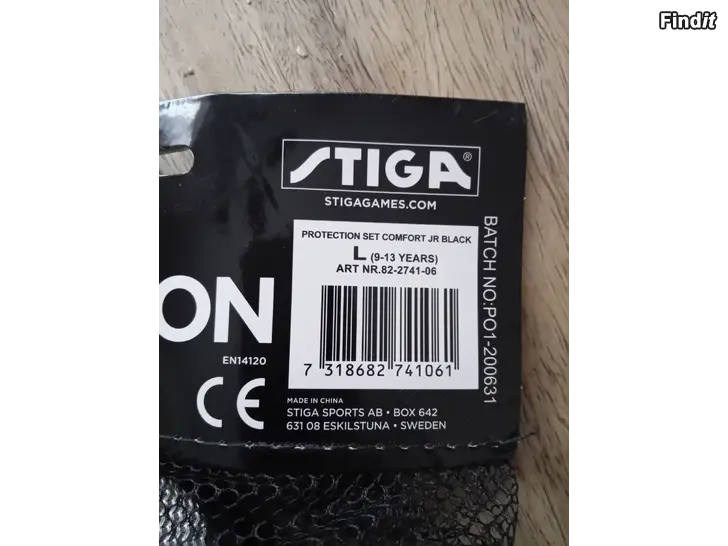 Findit
STIGA®
STIGAGAMES.COM
PROTECTION SET COMFORT JR BLACK
L (9-13 YEARS)
ART NR.82-2741-06
7 318682 741061
BATCH NO:PO1-200631
ON
EN14120
CE
MADE IN CHINA
STIGA SPORTS AB • BOX 642
631 08 ESKILSTUNA • SWEDEN